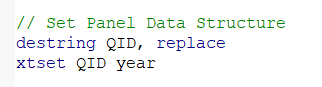 // Set Panel Data Structure
destring QID, replace
xtset QID year